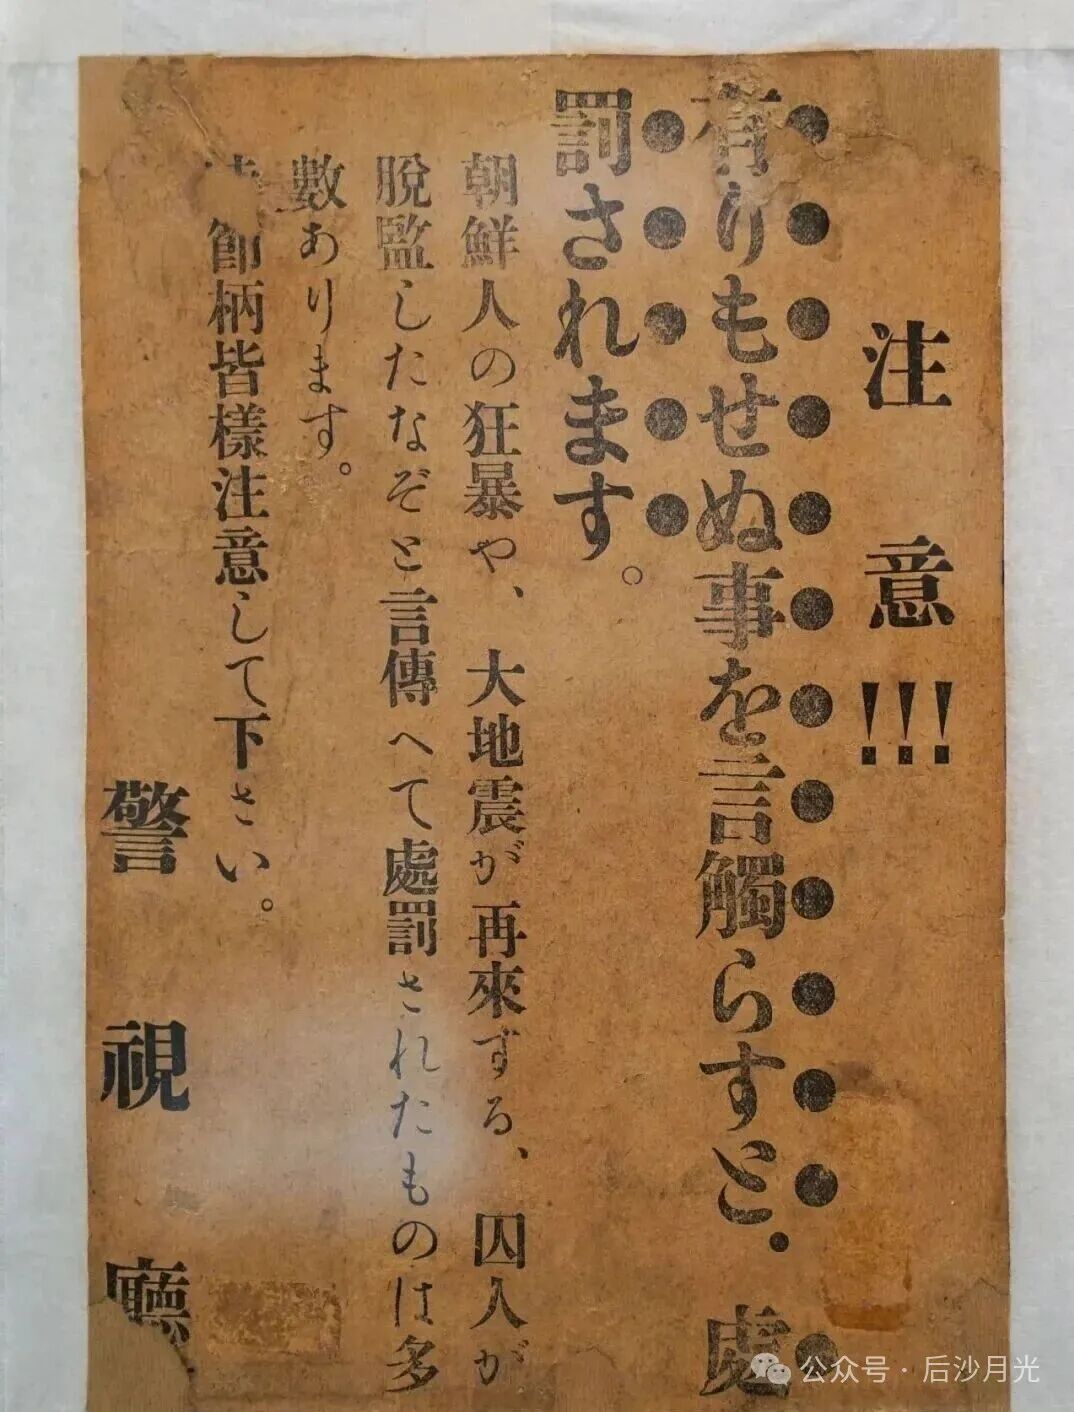 注意!!!
有りもせぬ事を言觸らすと・處
罰されます。
朝鮮人の狂暴や、大地震が再來ずる、囚人が
脫監したなぞと言傳へて處罰されたものは多
數あります。
時節柄皆樣注意して下さい。
警視廳
公众号・后沙月光